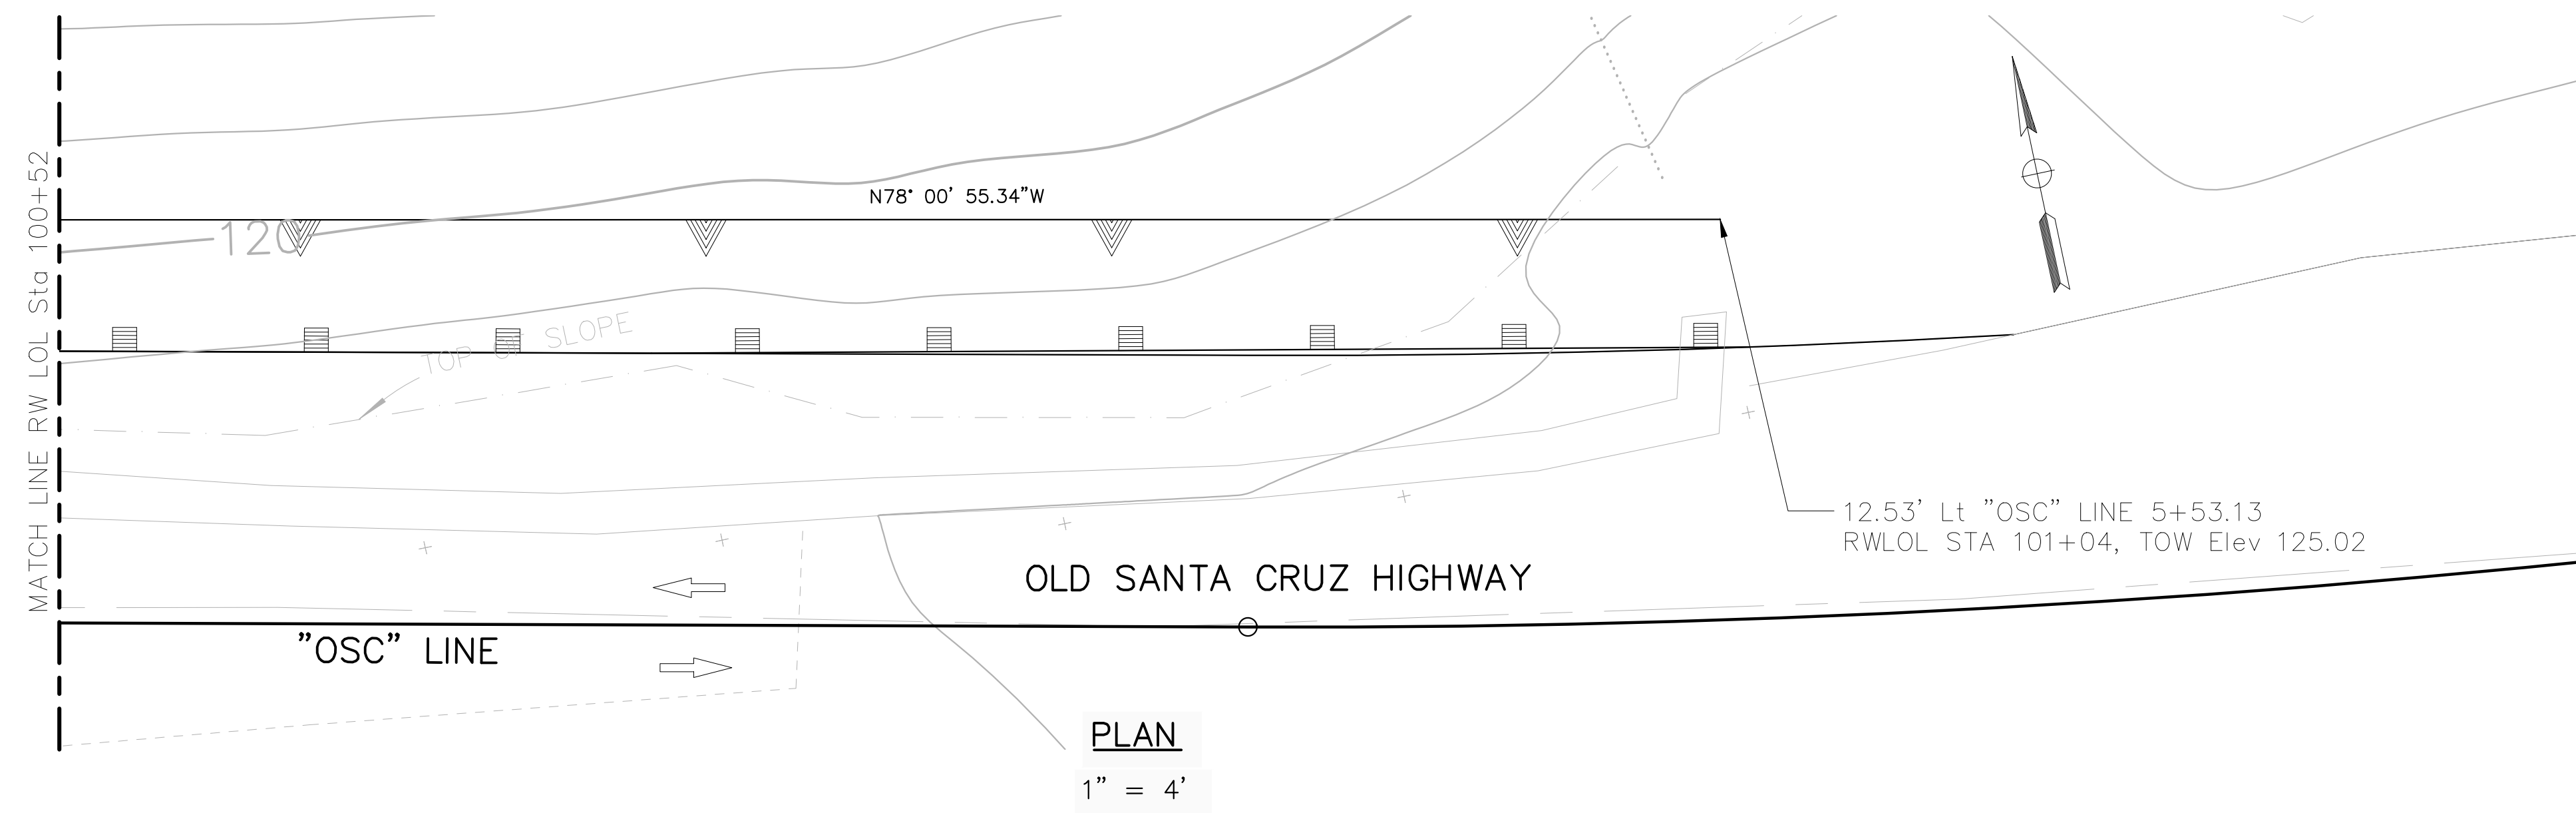 MATCH LINE RW LOL Sta 100+52
N78° 00' 55.34"W
120
TOP OF SLOPE
12.53' Lt "OSC" LINE 5+53.13
RWLOL STA 101+04, TOW Elev 125.02
OLD SANTA CRUZ HIGHWAY
"OSC" LINE
PLAN
1" = 4'